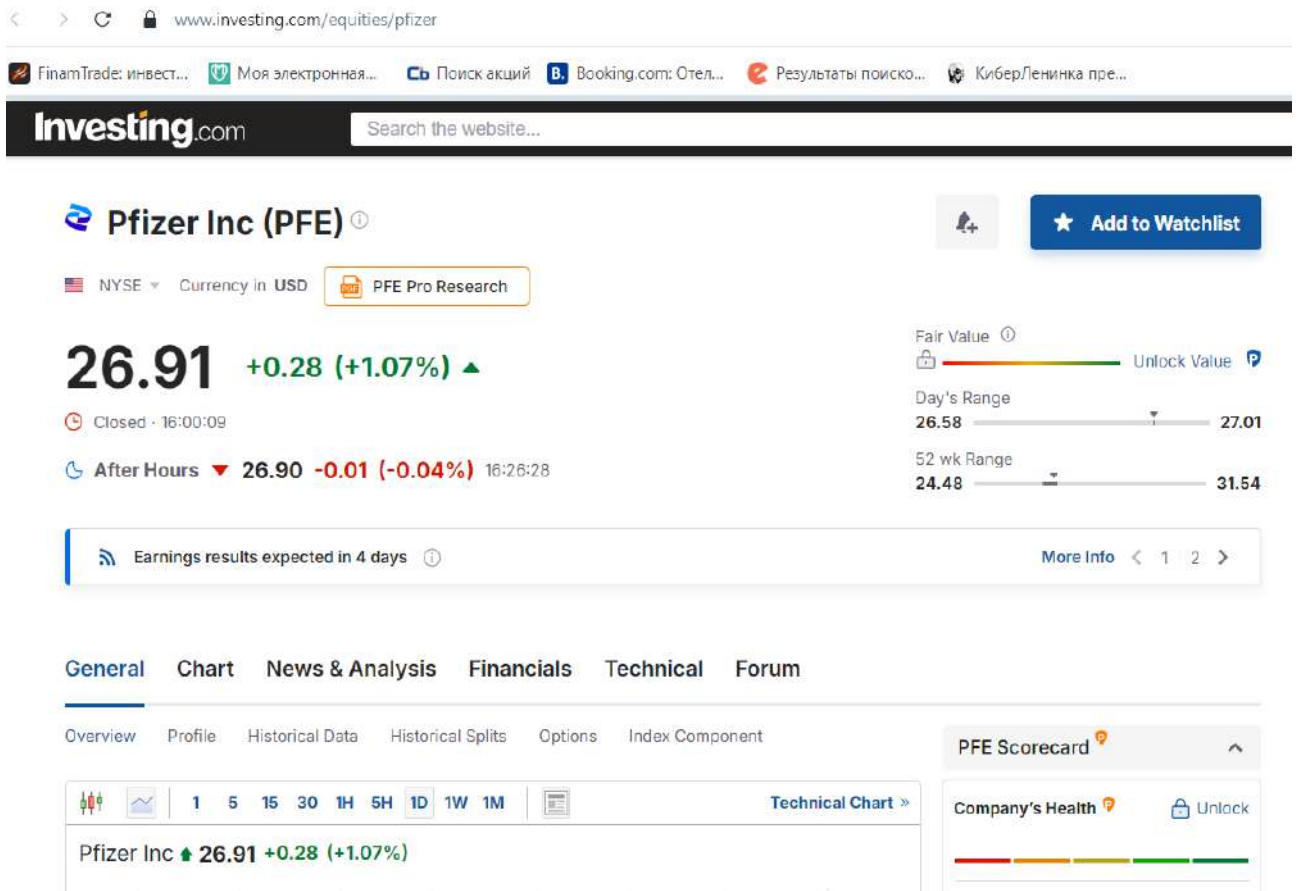 www.investing.com/equities/pfizer
FinamTrade: инвест... Моя электронная... Сь Поиск акций B. Booking.com: Отел... Результаты поиско... КиберЛенинка пре...
Investing.com Search the website...
Pfizer Inc (PFE)
Add to Watchlist
NYSE Currency in USD PDF PFE Pro Research
26.91 +0.28 (+1.07%)
Fair Value
Unlock Value
Closed · 16:00:09
Day's Range
26.58 27.01
After Hours 26.90 -0.01 (-0.04%) 16:26:28
52 wk Range
24.48 31.54
Earnings results expected in 4 days More Info < 1 2 >
General Chart News & Analysis Financials Technical Forum
Overview Profile Historical Data Historical Splits Options Index Component
PFE Scorecard
1 5 15 30 1H 5H 1D 1W 1M Technical Chart »
Company's Health Unlock
Pfizer Inc 26.91 +0.28 (+1.07%)